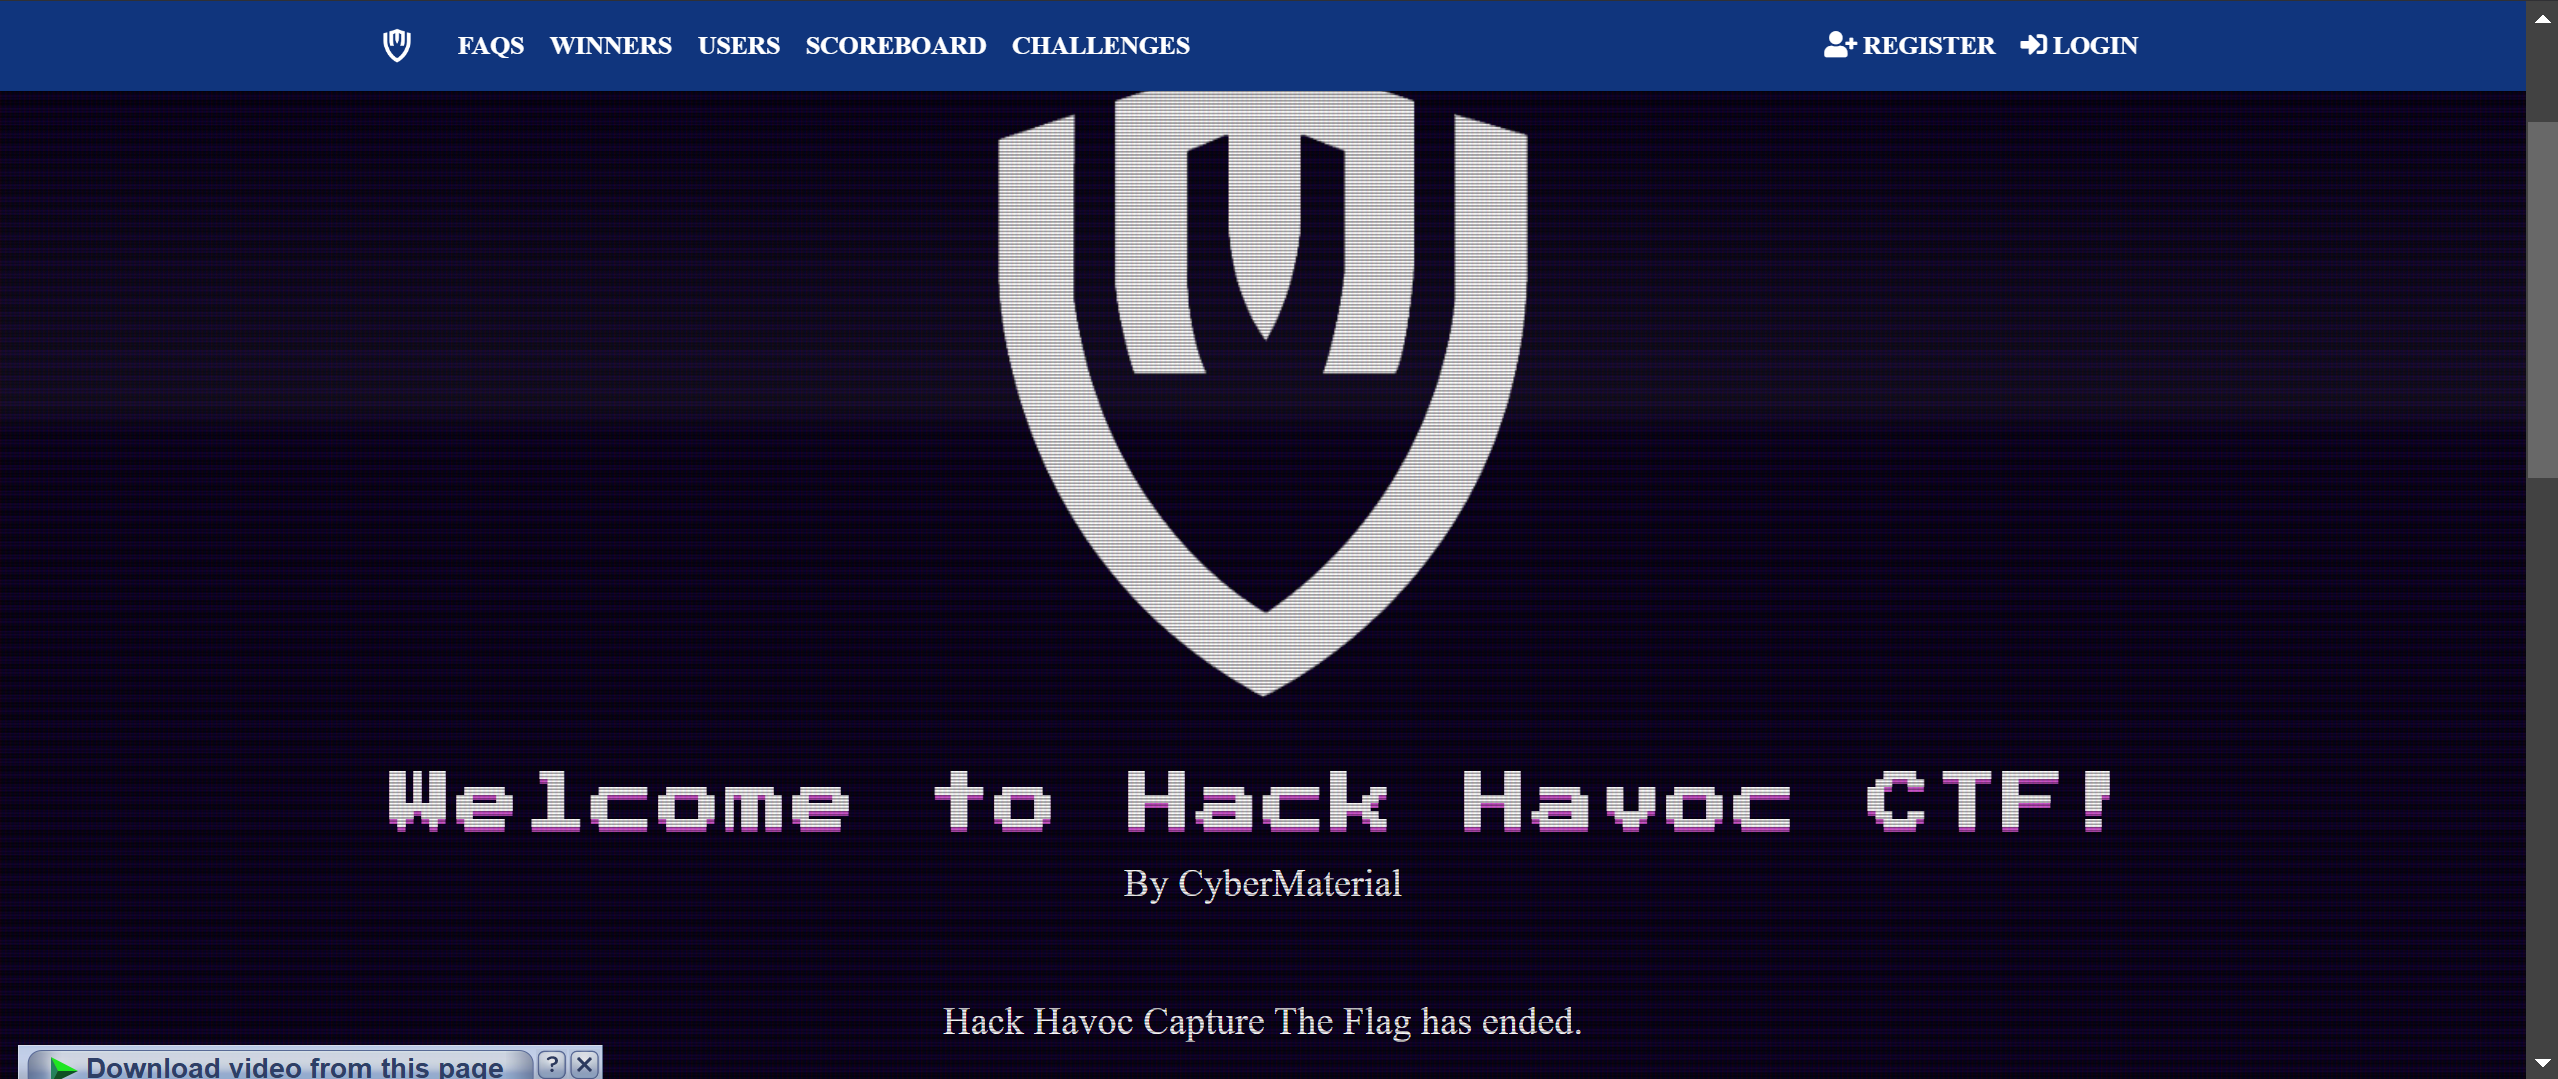 FAQS WINNERS USERS SCOREBOARD CHALLENGES REGISTER LOGIN
Welcome to Hack Havoc CTF!
By CyberMaterial
Hack Havoc Capture The Flag has ended.
Download video from this page ?